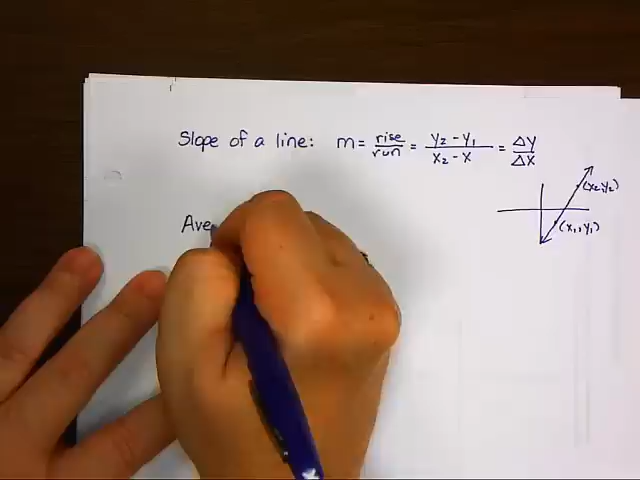 Slope of a line: m = rise/run = y₂ - y₁/x₂ - x = Δy/Δx
(x₂,y₂)
(x₁,y₁)
Ave